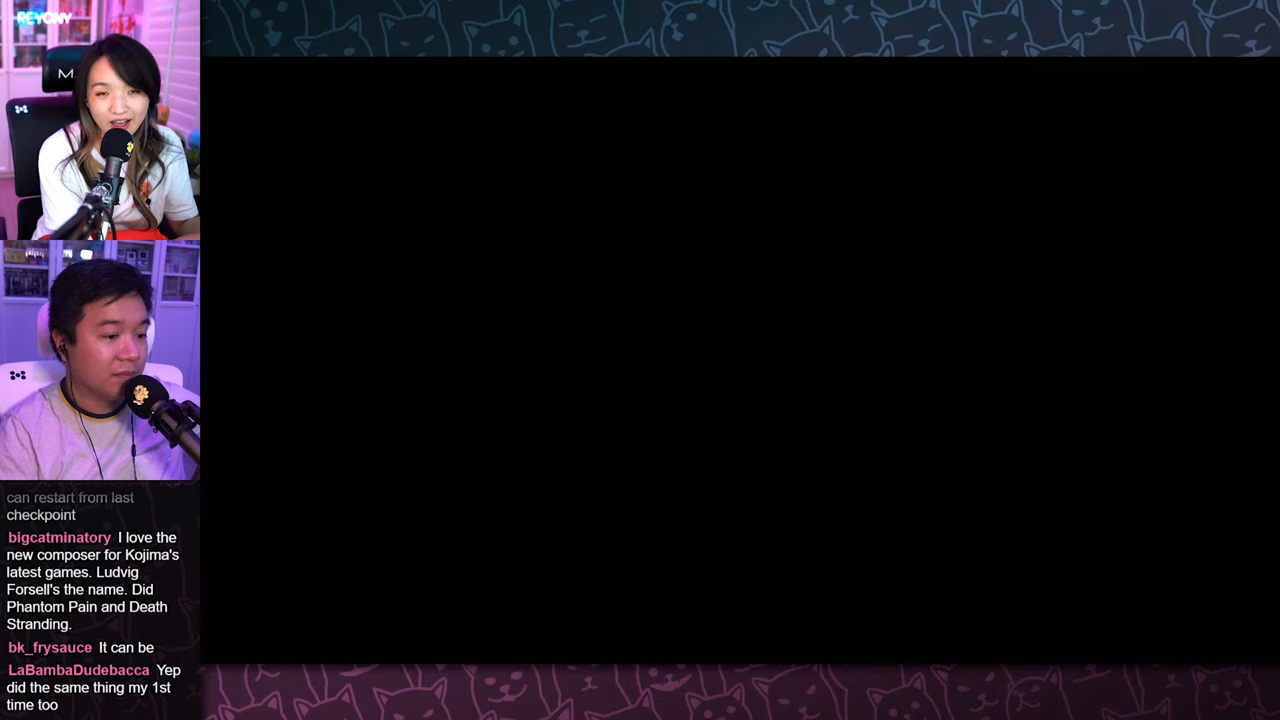 REYONY
M
can restart from last
checkpoint
bigcatminatory I love the
new composer for Kojima's
latest games. Ludvig
Forsell's the name. Did
Phantom Pain and Death
Stranding.
bk_frysauce It can be
LaBambaDudebacca Yep
did the same thing my 1st
time too